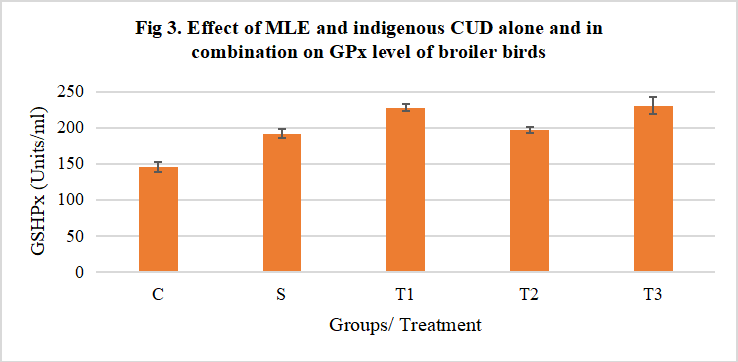 Fig 3. Effect of MLE and indigenous CUD alone and in
combination on GPx level of broiler birds
GSHPx (Units/ml)
250
200
150
100
50
0
C S T1 T2 T3
Groups/ Treatment